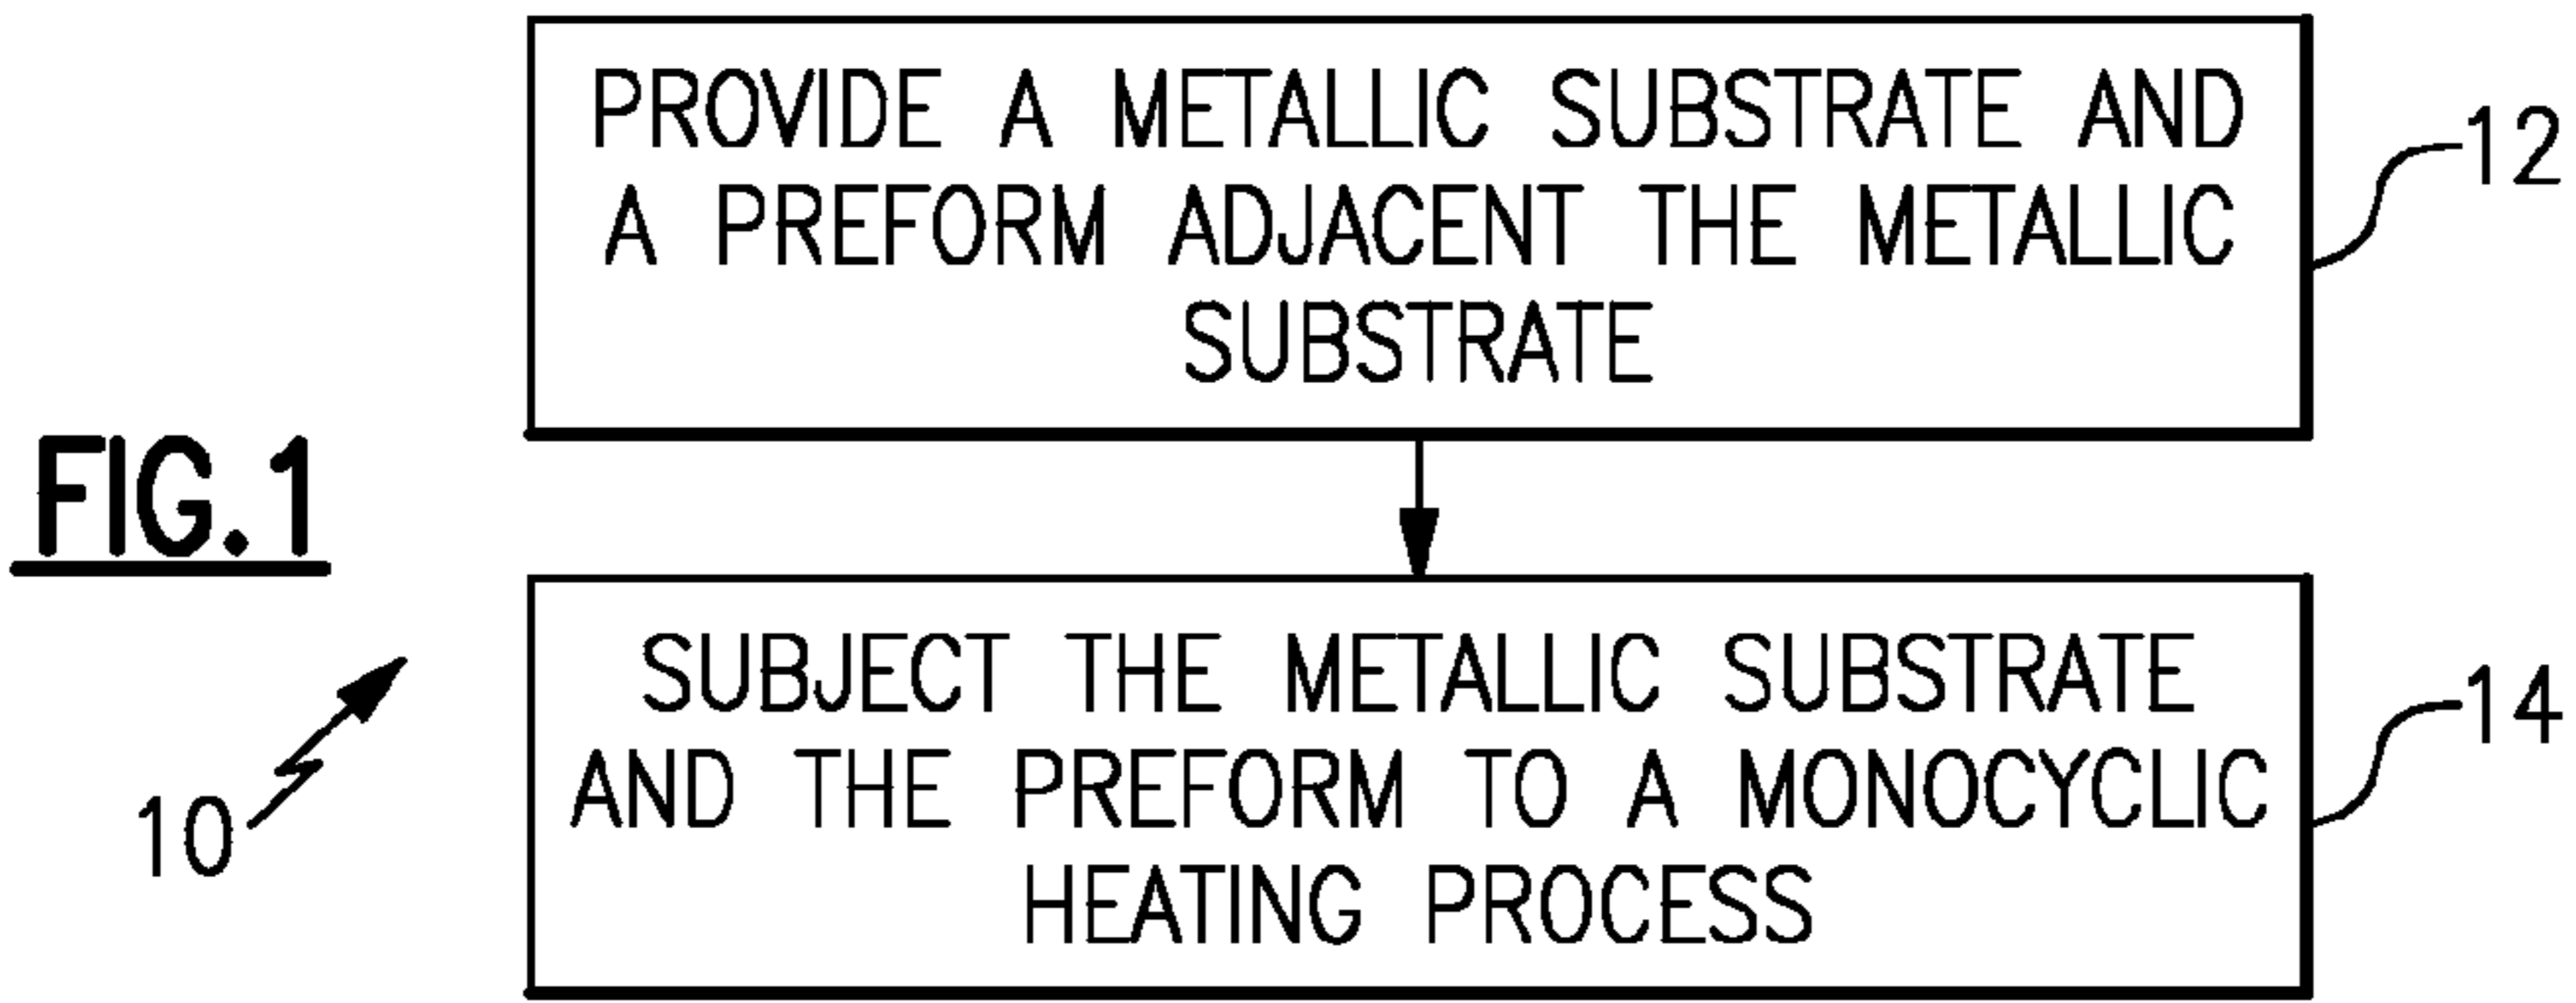 PROVIDE A METALLIC SUBSTRATE AND
A PREFORM ADJACENT THE METALLIC
SUBSTRATE
12
FIG.1
SUBJECT THE METALLIC SUBSTRATE
AND THE PREFORM TO A MONOCYCLIC
HEATING PROCESS
14
10